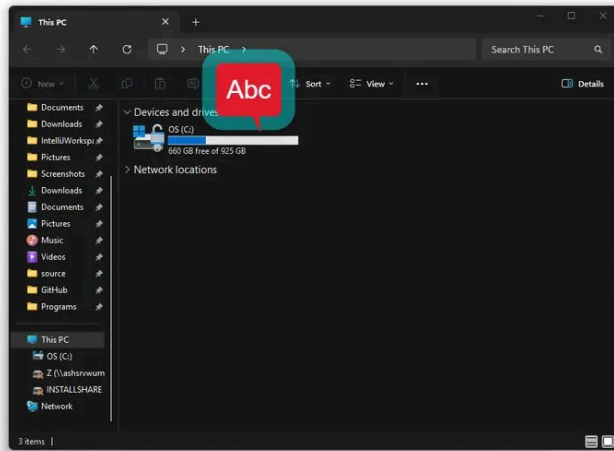 This PC
This PC
Search This PC
New
Abc
Sort
View
Details
Documents
Downloads
IntelliJWorkspa
Pictures
Screenshots
Downloads
Documents
Pictures
Music
Videos
source
GitHub
Programs
This PC
OS (C:)
Z (\\ashsrvwum
INSTALLSHARE
Network
Devices and drives
OS (C:)
660 GB free of 925 GB
Network locations
3 items